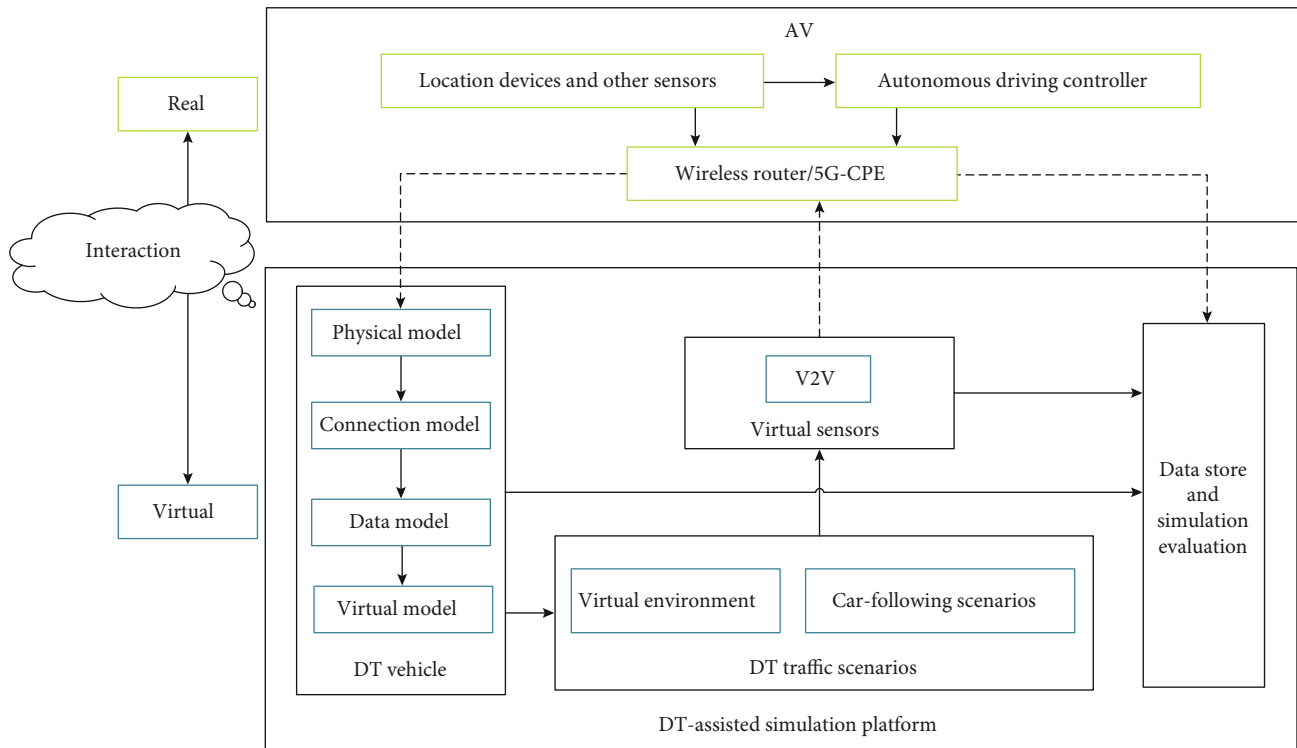 AV
Location devices and other sensors
Autonomous driving controller
Real
Wireless router/5G-CPE
Interaction
Physical model
Connection model
Data model
Virtual model
DT vehicle
V2V
Virtual sensors
Virtual
Virtual environment
Car-following scenarios
DT traffic scenarios
Data store
and
simulation
evaluation
DT-assisted simulation platform